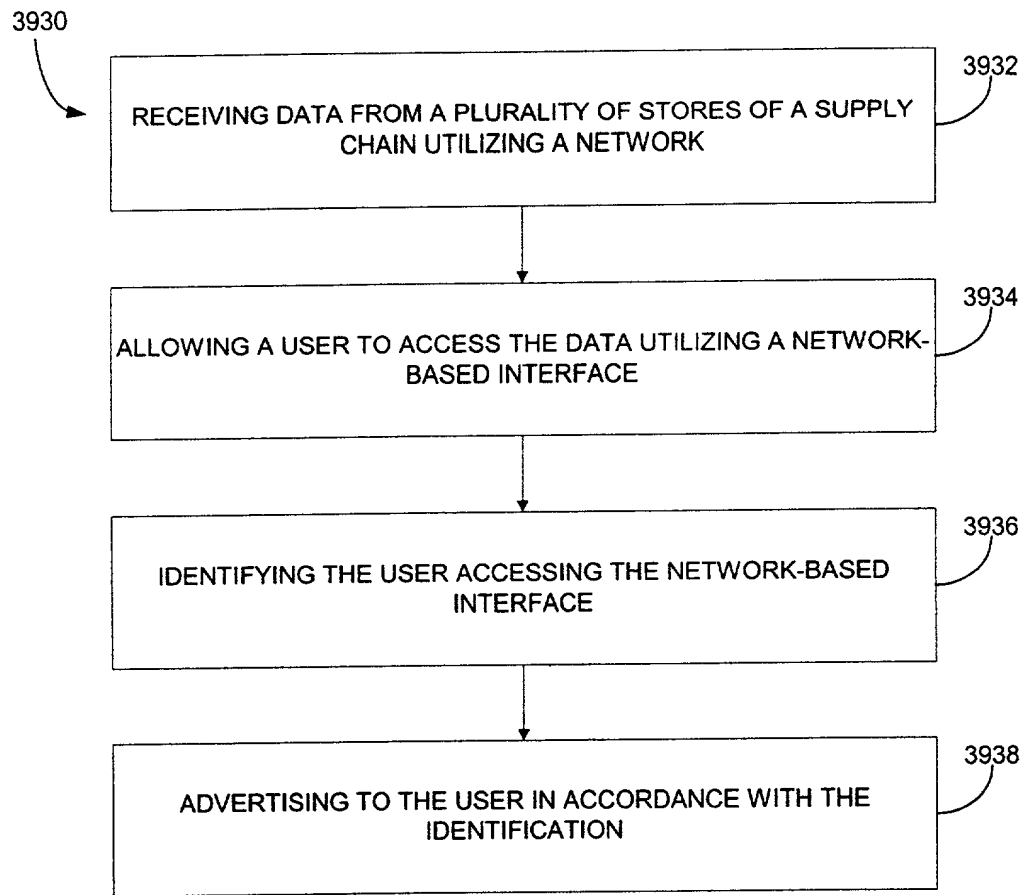 3930
3932
RECEIVING DATA FROM A PLURALITY OF STORES OF A SUPPLY
CHAIN UTILIZING A NETWORK
3934
ALLOWING A USER TO ACCESS THE DATA UTILIZING A NETWORK-
BASED INTERFACE
3936
IDENTIFYING THE USER ACCESSING THE NETWORK-BASED
INTERFACE
3938
ADVERTISING TO THE USER IN ACCORDANCE WITH THE
IDENTIFICATION